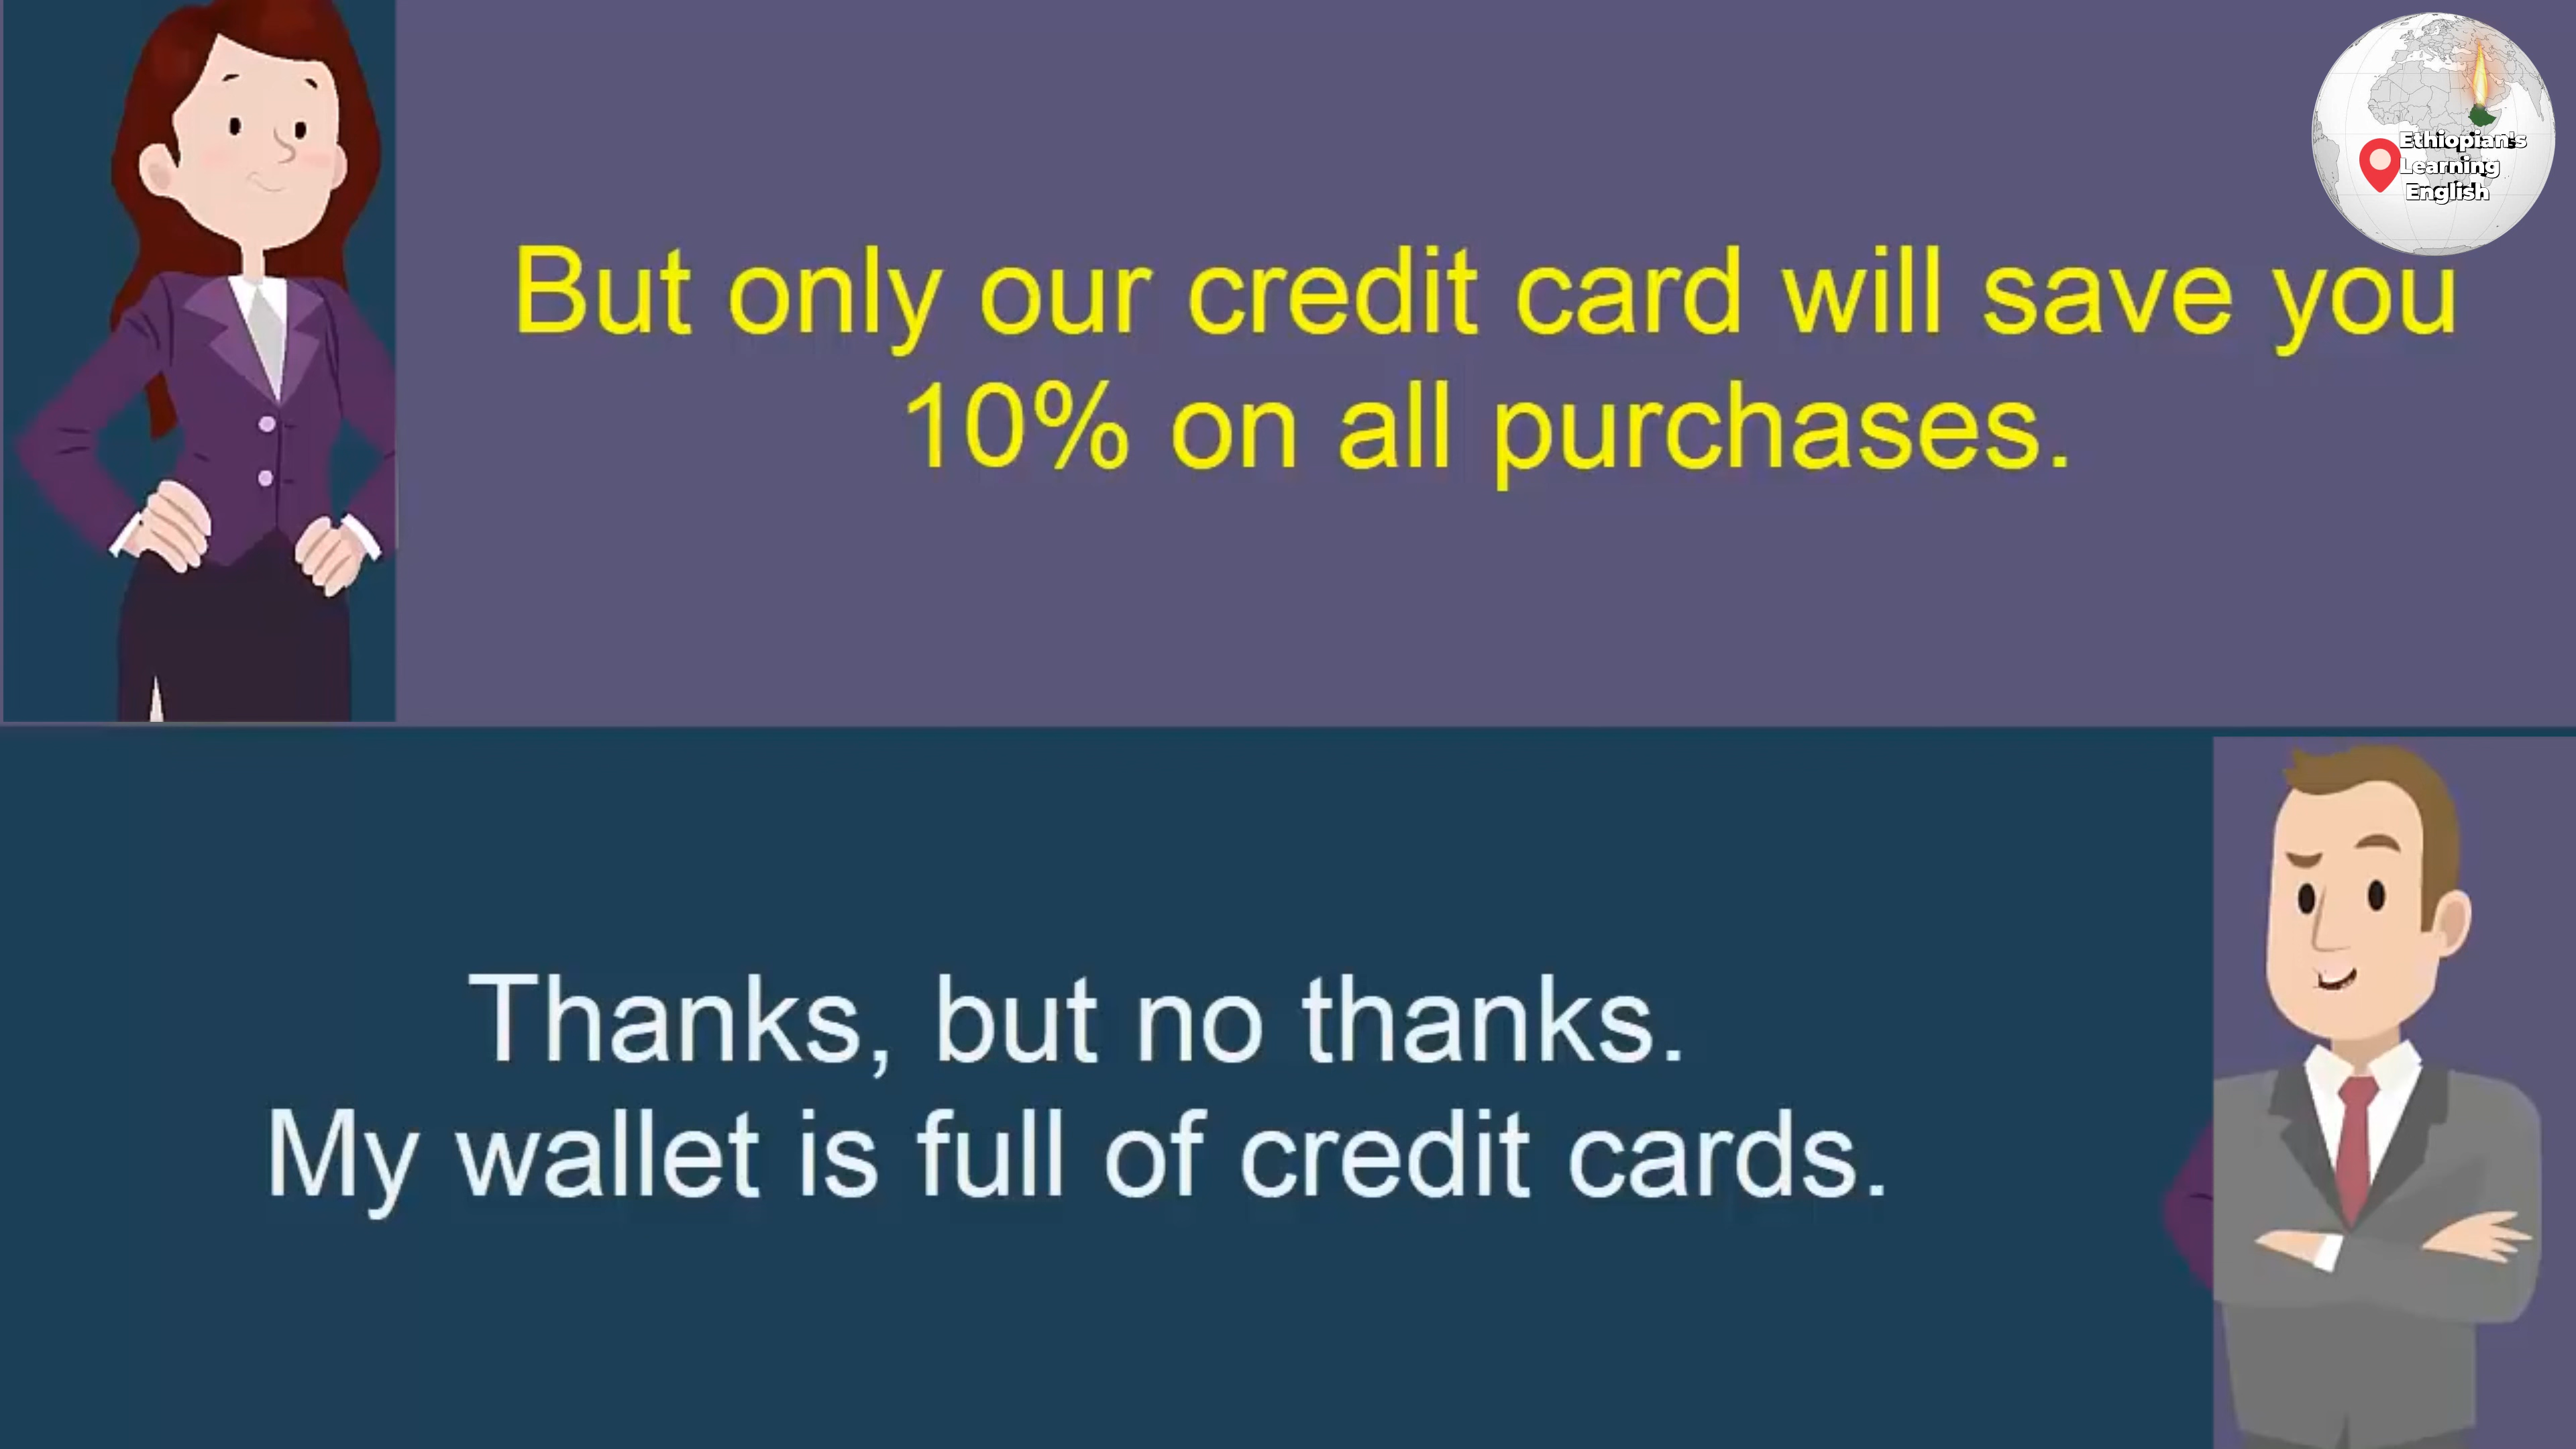 Ethiopian's
Learning
English
But only our credit card will save you
10% on all purchases.
Thanks, but no thanks.
My wallet is full of credit cards.